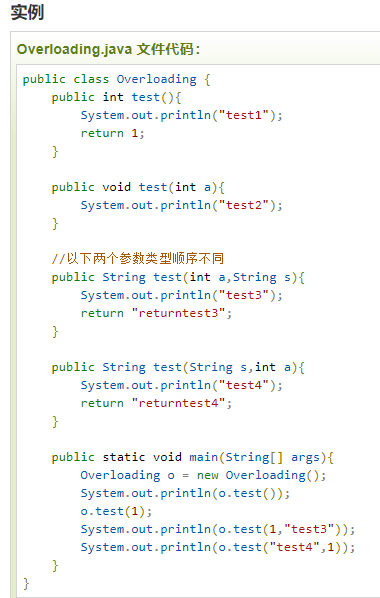 实例
Overloading.java 文件代码：
public class Overloading {
    public int test(){
        System.out.println("test1");
        return 1;
    }

    public void test(int a){
        System.out.println("test2");
    }

    //以下两个参数类型顺序不同
    public String test(int a,String s){
        System.out.println("test3");
        return "returntest3";
    }

    public String test(String s,int a){
        System.out.println("test4");
        return "returntest4";
    }

    public static void main(String[] args){
        Overloading o = new Overloading();
        System.out.println(o.test());
        o.test(1);
        System.out.println(o.test(1,"test3"));
        System.out.println(o.test("test4",1));
    }
}